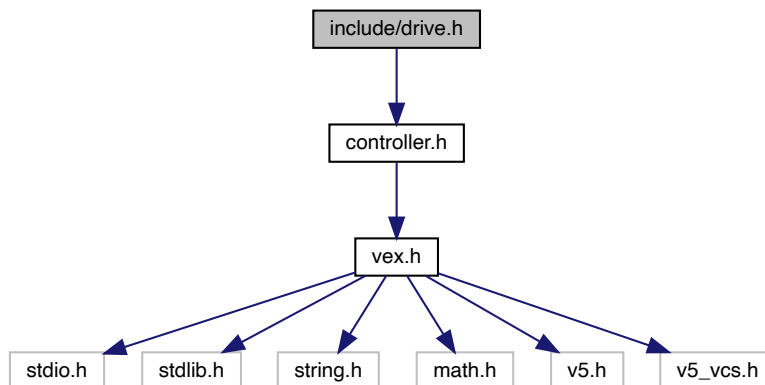 include/drive.h
controller.h
vex.h
stdio.h
stdlib.h
string.h
math.h
v5.h
v5_vcs.h